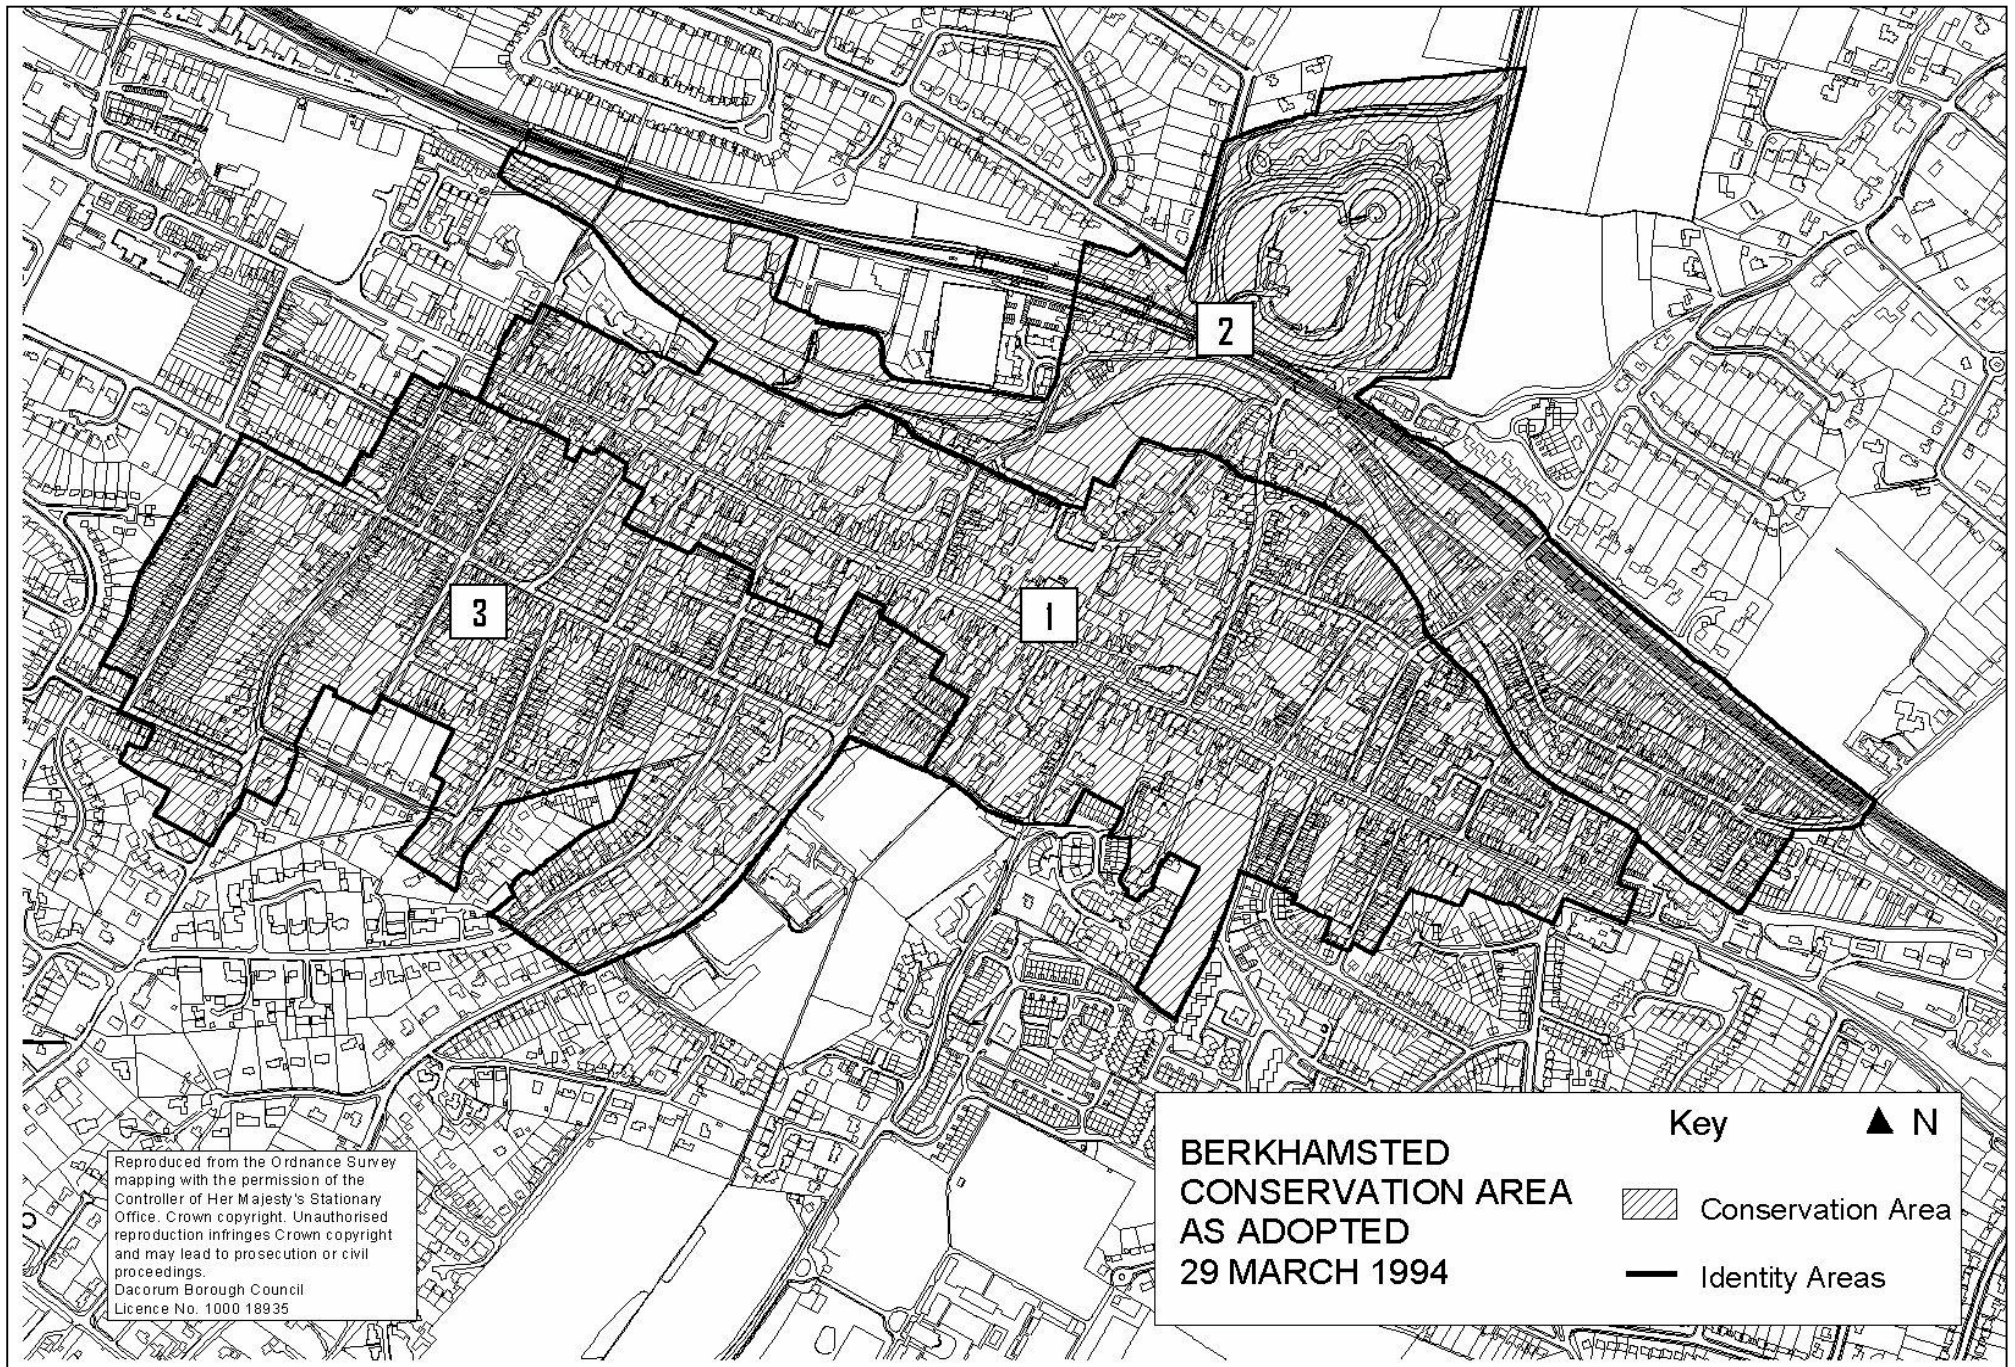 2
3
1
Key
N
BERKHAMSTED
CONSERVATION AREA
AS ADOPTED
29 MARCH 1994
Conservation Area
Identity Areas
Reproduced from the Ordnance Survey
mapping with the permission of the
Controller of Her Majesty's Stationary
Office. Crown copyright. Unauthorised
reproduction infringes Crown copyright
and may lead to prosecution or civil
proceedings.
Dacorum Borough Council
Licence No. 1000 18935